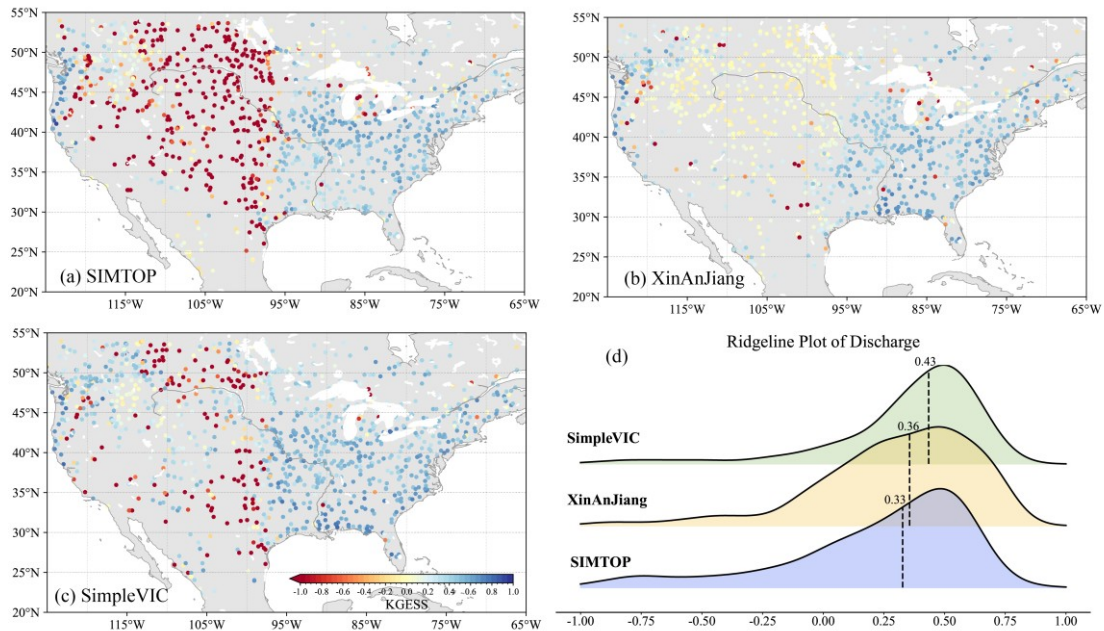 55°N
50°N
45°N
40°N
35°N
30°N
25°N
20°N
(a) SIMTOP
115°W 105°W 95°W 85°W 75°W 65°W
55°N
50°N
45°N
40°N
35°N
30°N
25°N
20°N
(b) XinAnJiang
115°W 105°W 95°W 85°W 75°W 65°W
55°N
50°N
45°N
40°N
35°N
30°N
25°N
20°N
(c) SimpleVIC
-1.0 -0.8 -0.6 -0.4 -0.2 0.0 0.2 0.4 0.6 0.8 1.0
KGESS
115°W 105°W 95°W 85°W 75°W 65°W
(d) Ridgeline Plot of Discharge
0.43
SimpleVIC
0.36
XinAnJiang
0.33
SIMTOP
-1.00 -0.75 -0.50 -0.25 0.00 0.25 0.50 0.75 1.00